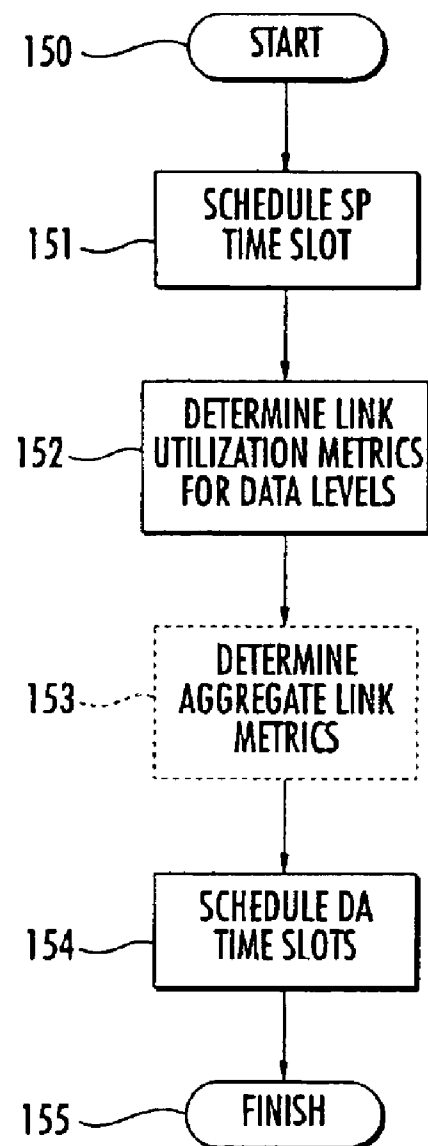 150
START
151
SCHEDULE SP
TIME SLOT
152
DETERMINE LINK
UTILIZATION METRICS
FOR DATA LEVELS
153
DETERMINE
AGGREGATE LINK
METRICS
154
SCHEDULE DA
TIME SLOTS
155
FINISH